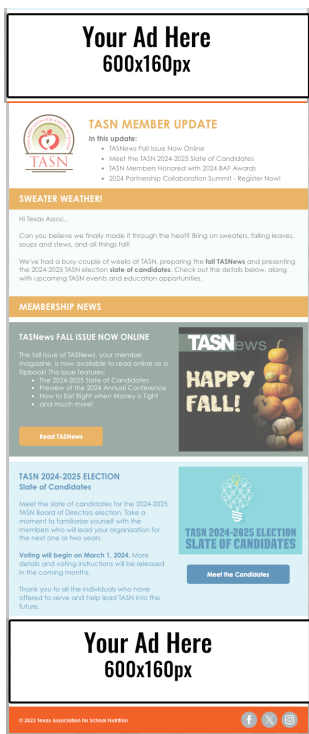 Your Ad Here
600x160px
TASN
TASN MEMBER UPDATE
In this update:
• TASNews Fall Issue Now Online
• Meet the TASN 2024-2025 Slate of Candidates
• TASN Members Honored with 2024 BAF Awards
• 2024 Partnership Collaboration Summit - Register Now!
SWEATER WEATHER!
Hi Texas Assoc.,
Can you believe we finally made it through the heat? Bring on sweaters, falling leaves,
soups and stews, and all things fall!
We've had a busy couple of weeks at TASN, preparing the fall TASNews and presenting
the 2024-2025 TASN election slate of candidates. Check out the details below, along
with upcoming TASN events and education opportunities.
MEMBERSHIP NEWS
TASNews FALL ISSUE NOW ONLINE
The fall issue of TASNews, your member
magazine, is now available to read online as a
flipbook! This issue features:
• The 2024-2025 Slate of Candidates
• Preview of the 2024 Annual Conference
• How to Eat Right when Money is Tight
• and much more!
Read TASNews
TASNews
HAPPY
FALL!
TASN 2024-2025 ELECTION
Slate of Candidates
Meet the slate of candidates for the 2024-2025
TASN Board of Directors election. Take a
moment to familiarize yourself with the
members who will lead your organization for
the next one or two years.
Voting will begin on March 1, 2024. More
details and voting instructions will be released
in the coming months.
Thank you to all the individuals who have
offered to serve and help lead TASN into the
future.
TASN 2024-2025 ELECTION
SLATE OF CANDIDATES
Meet the Candidates
Your Ad Here
600x160px
© 2023 Texas Association for School Nutrition